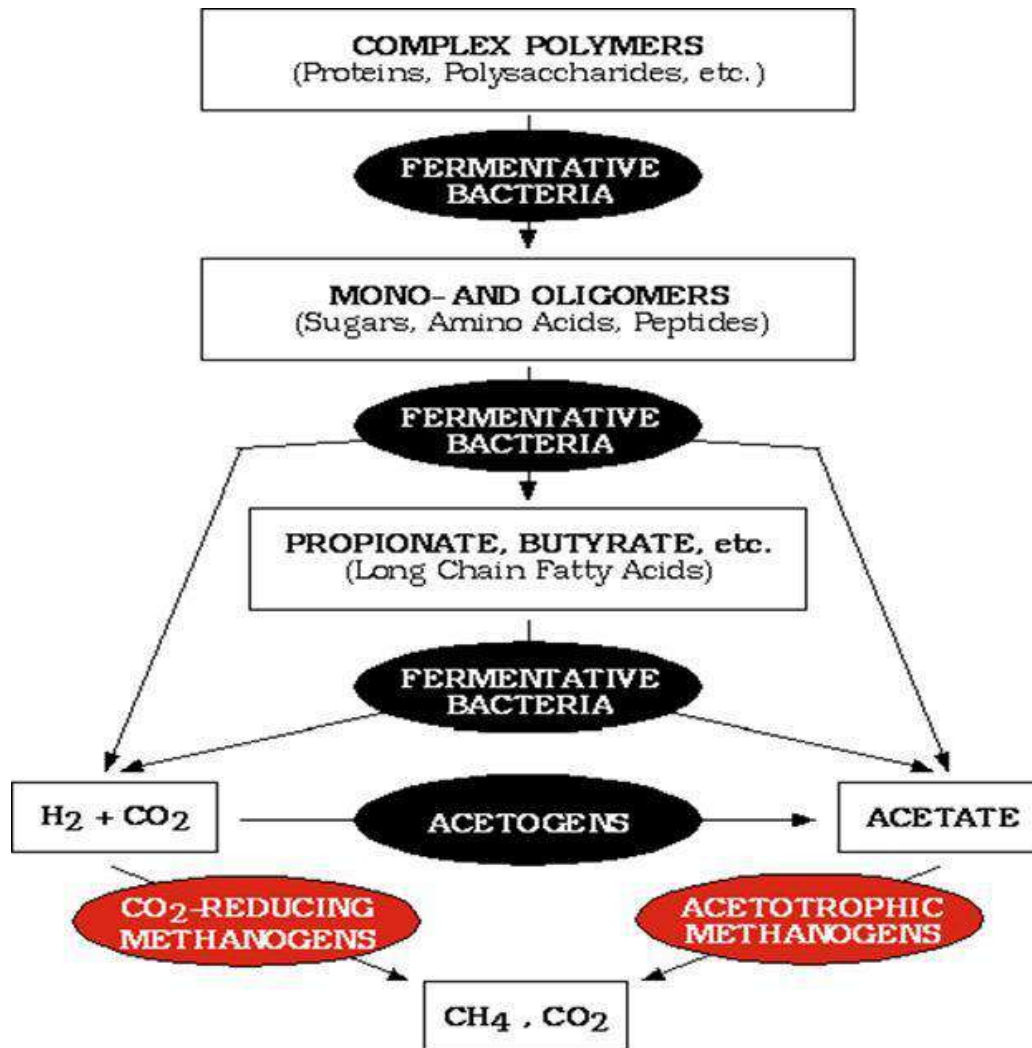 COMPLEX POLYMERS
(Proteins, Polysaccharides, etc.)
FERMENTATIVE
BACTERIA
MONO- AND OLIGOMERS
(Sugars, Amino Acids, Peptides)
FERMENTATIVE
BACTERIA
PROPIONATE, BUTYRATE, etc.
(Long Chain Fatty Acids)
FERMENTATIVE
BACTERIA
H2 + CO2
ACETOGENS
ACETATE
CO2-REDUCING
METHANOGENS
ACETOTROPHIC
METHANOGENS
CH4 , CO2